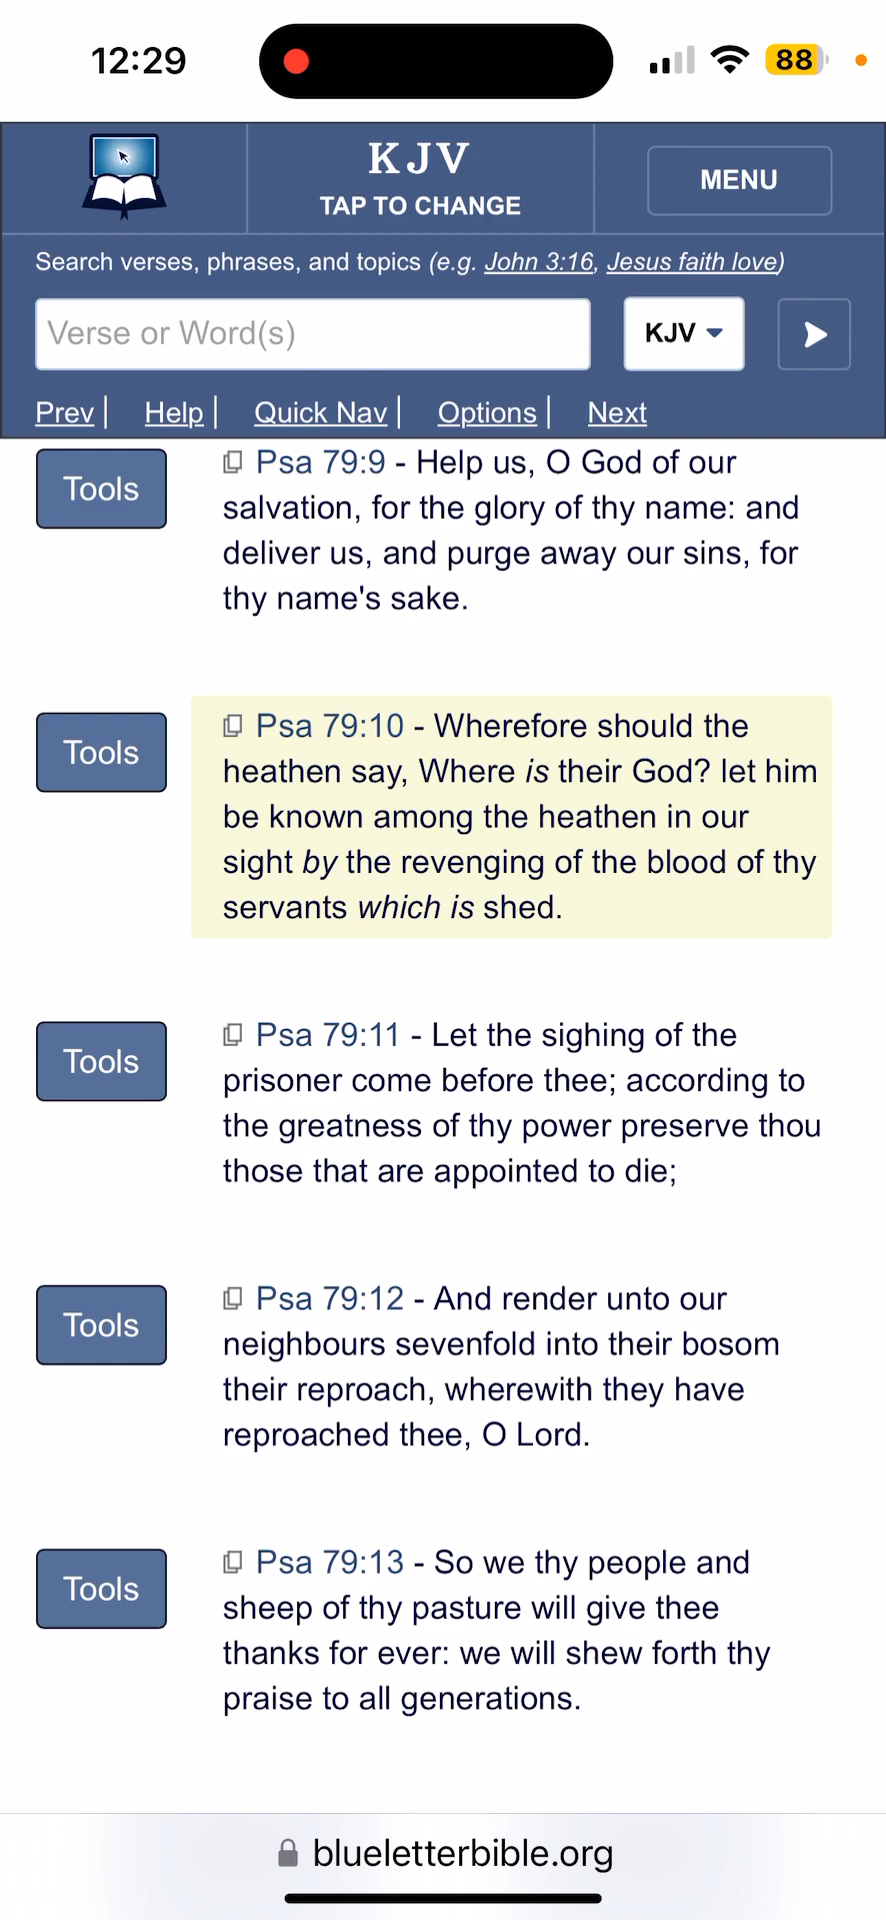 12:29
88
KJV
TAP TO CHANGE
MENU
Search verses, phrases, and topics (e.g. John 3:16, Jesus faith love)
Verse or Word(s)
KJV
Prev | Help | Quick Nav | Options | Next
Tools
Psa 79:9 - Help us, O God of our
salvation, for the glory of thy name: and
deliver us, and purge away our sins, for
thy name's sake.
Tools
Psa 79:10 - Wherefore should the
heathen say, Where is their God? let him
be known among the heathen in our
sight by the revenging of the blood of thy
servants which is shed.
Tools
Psa 79:11 - Let the sighing of the
prisoner come before thee; according to
the greatness of thy power preserve thou
those that are appointed to die;
Tools
Psa 79:12 - And render unto our
neighbours sevenfold into their bosom
their reproach, wherewith they have
reproached thee, O Lord.
Tools
Psa 79:13 - So we thy people and
sheep of thy pasture will give thee
thanks for ever: we will shew forth thy
praise to all generations.
blueletterbible.org